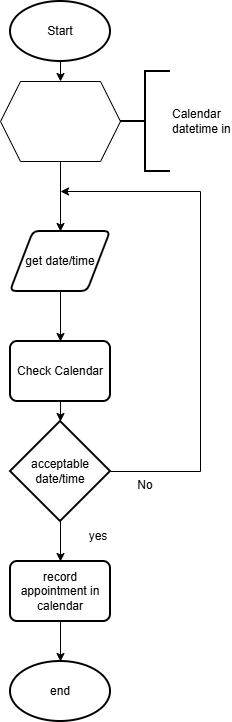 Start
Calendar
datetime in
get date/time
Check Calendar
acceptable
date/time
No
yes
record
appointment in
calendar
end